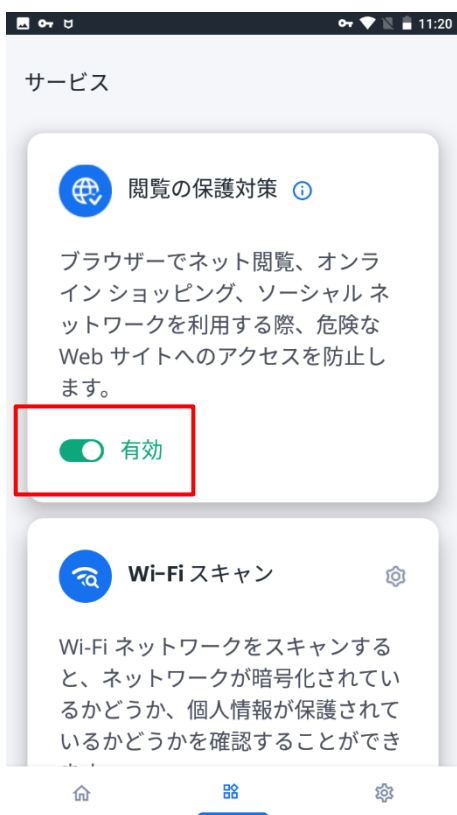 11:20
サービス
閲覧の保護対策
ブラウザーでネット閲覧、オンラ
イン ショッピング、ソーシャル ネ
ットワークを利用する際、危険な
Web サイトへのアクセスを防止し
ます。
有効
Wi-Fi スキャン
Wi-Fi ネットワークをスキャンする
と、ネットワークが暗号化されてい
るかどうか、個人情報が保護されて
いるかどうかを確認することができ